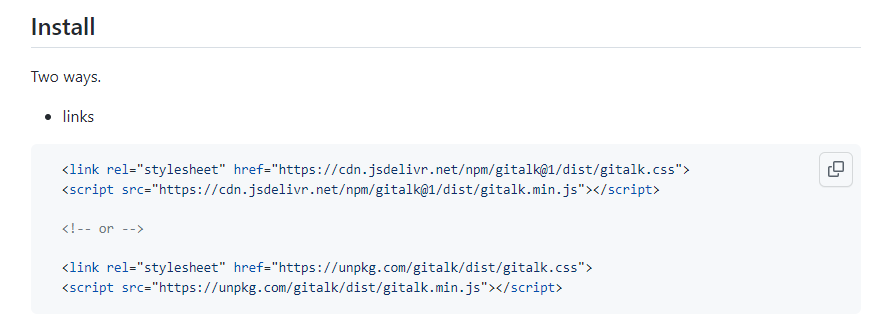 Install
Two ways.
links
<link rel="stylesheet" href="https://cdn.jsdelivr.net/npm/gitalk@1/dist/gitalk.css">
<script src="https://cdn.jsdelivr.net/npm/gitalk@1/dist/gitalk.min.js"></script>
<!-- or -->
<link rel="stylesheet" href="https://unpkg.com/gitalk/dist/gitalk.css">
<script src="https://unpkg.com/gitalk/dist/gitalk.min.js"></script>